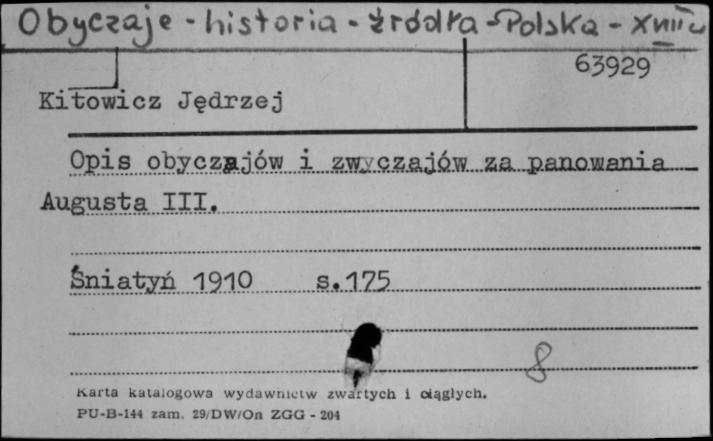 Obyczaje - historia - źródła - Polska - XVIII w
63929
Kitowicz Jędrzej
Opis obyczajów i zwyczajów za panowania
Augusta III.
Śniatyń 1910 s.175
8
Karta katalogowa wydawnictw zwartych i ciągłych.
PU-B-144 zam. 29/DW/On ZGG - 204